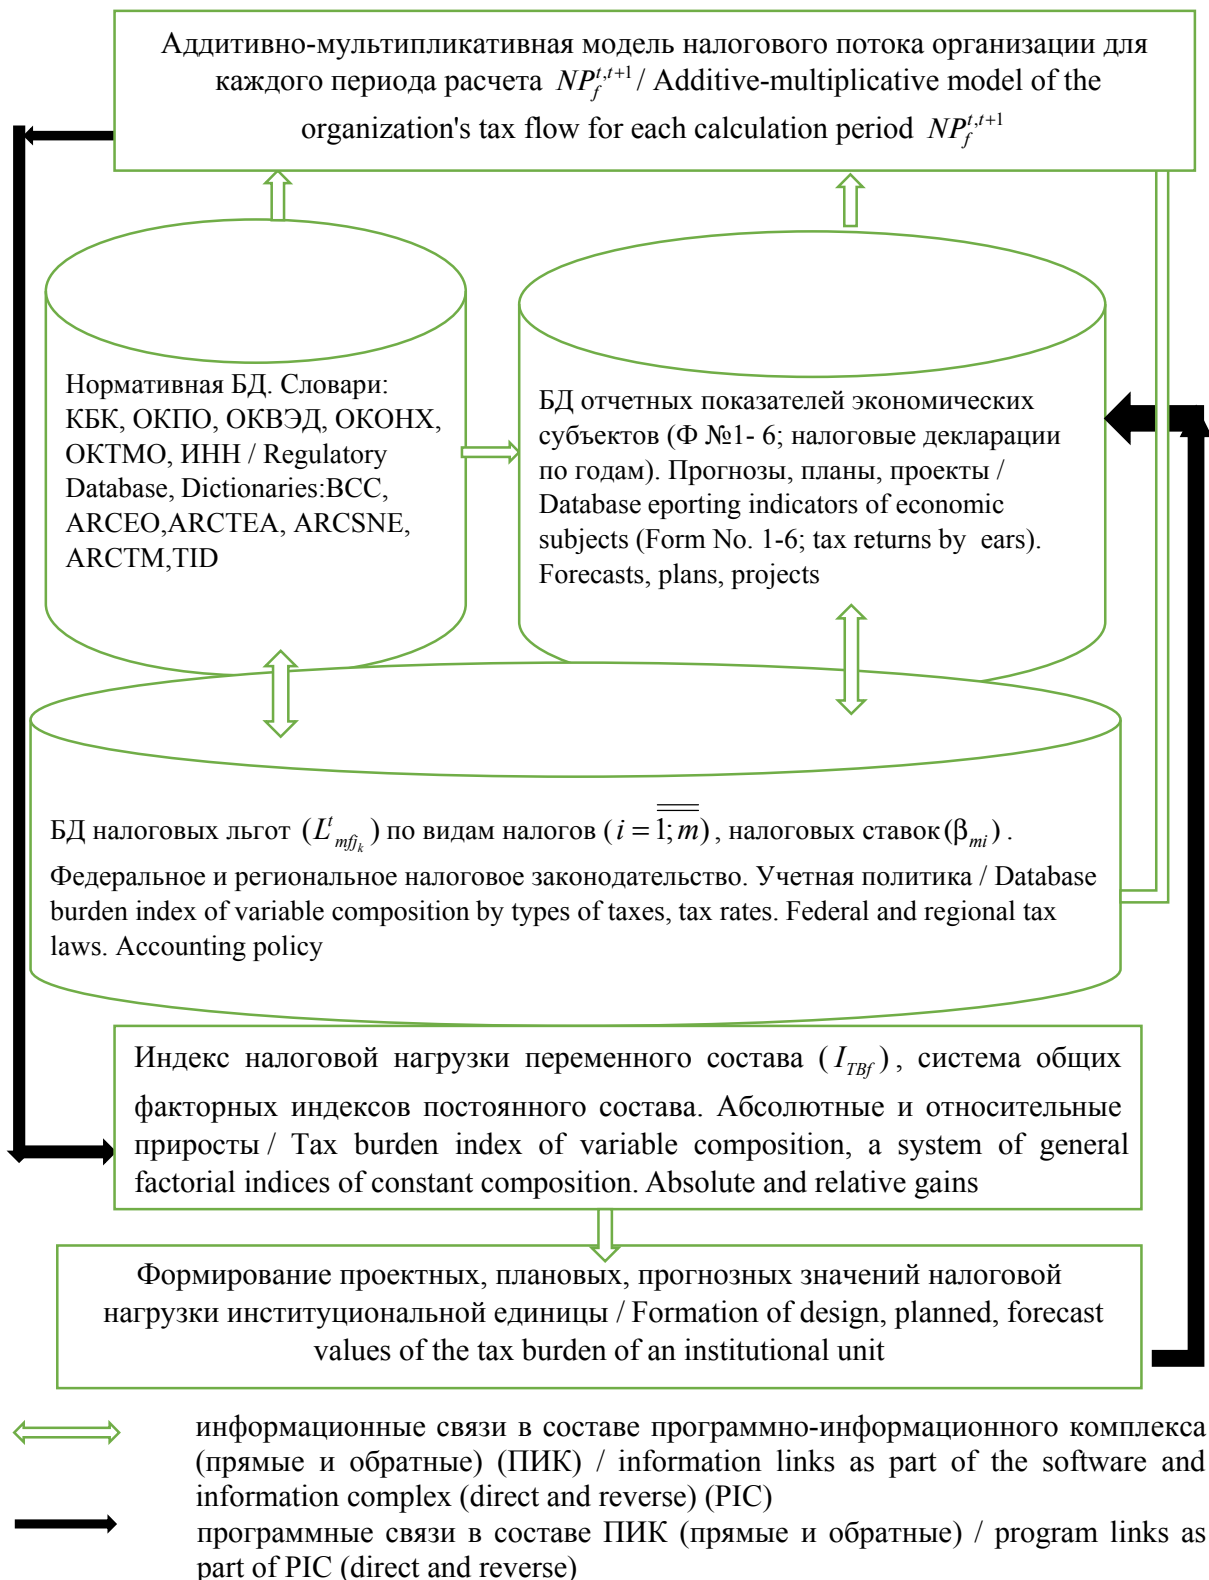 Аддитивно-мультипликативная модель налогового потока организации для
каждого периода расчета NP_f^{t,t+1} / Additive-multiplicative model of the
organization's tax flow for each calculation period NP_f^{t,t+1}
Нормативная БД. Словари:
КБК, ОКПО, ОКВЭД, ОКОНХ,
ОКТМО, ИНН / Regulatory
Database, Dictionaries:BCC,
ARCEO,ARCTEA, ARCSNE,
ARCTM,TID
БД отчетных показателей экономических
субъектов (Ф №1- 6; налоговые декларации
по годам). Прогнозы, планы, проекты /
Database eporting indicators of economic
subjects (Form No. 1-6; tax returns by ears).
Forecasts, plans, projects
БД налоговых льгот (L^t_{mfj_k}) по видам налогов (i = \overline{\overline{1;m}}), налоговых ставок(β_{mi}) .
Федеральное и региональное налоговое законодательство. Учетная политика / Database
burden index of variable composition by types of taxes, tax rates. Federal and regional tax
laws. Accounting policy
Индекс налоговой нагрузки переменного состава (I_{TBf}), система общих
факторных индексов постоянного состава. Абсолютные и относительные
приросты / Tax burden index of variable composition, a system of general
factorial indices of constant composition. Absolute and relative gains
Формирование проектных, плановых, прогнозных значений налоговой
нагрузки институциональной единицы / Formation of design, planned, forecast
values of the tax burden of an institutional unit
информационные связи в составе программно-информационного комплекса
(прямые и обратные) (ПИК) / information links as part of the software and
information complex (direct and reverse) (PIC)
программные связи в составе ПИК (прямые и обратные) / program links as
part of PIC (direct and reverse)